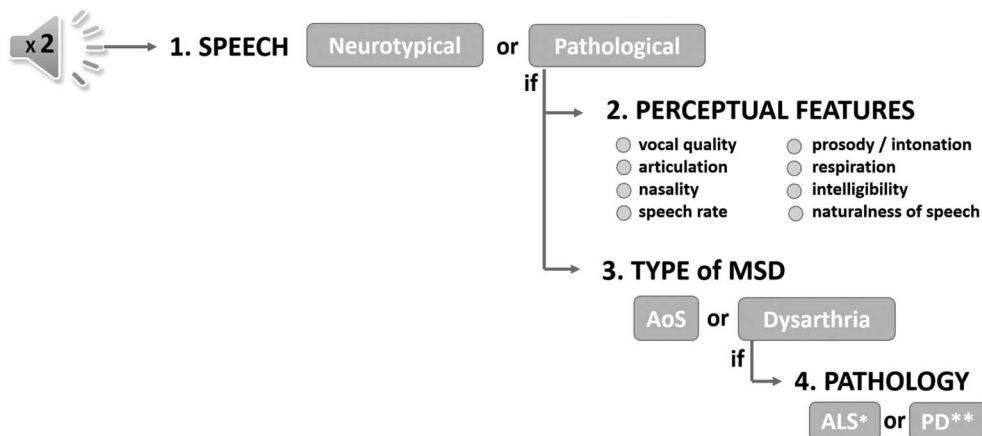 x 2
1. SPEECH Neurotypical or Pathological
if
2. PERCEPTUAL FEATURES
vocal quality prosody / intonation
articulation respiration
nasality intelligibility
speech rate naturalness of speech
3. TYPE of MSD
AoS or Dysarthria
if
4. PATHOLOGY
ALS* or PD**